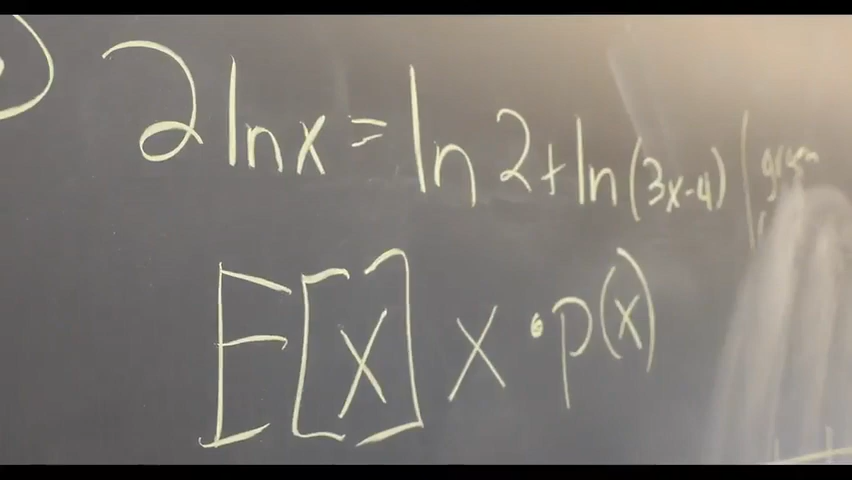 2 ln x = ln 2 + ln (3x-4)
E[X] X · p(x)